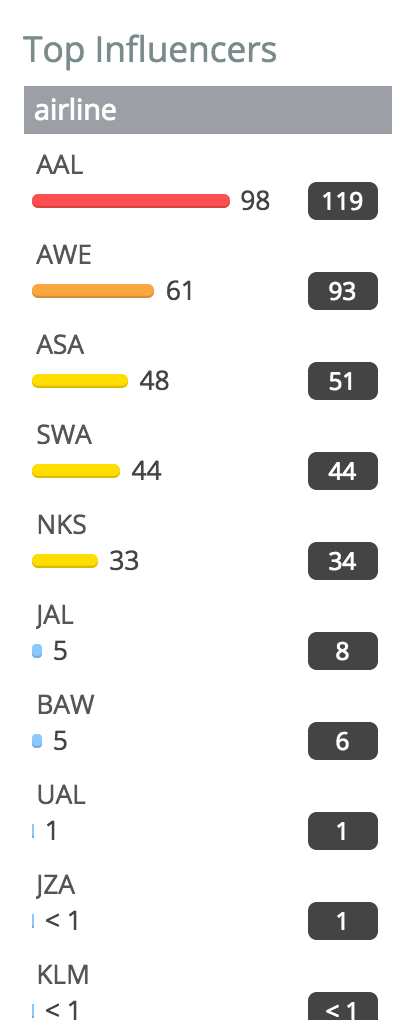 Top Influencers
airline
AAL
98 119
AWE
61 93
ASA
48 51
SWA
44 44
NKS
33 34
JAL
5 8
BAW
5 6
UAL
1 1
JZA
< 1 1
KLM
< 1 < 1